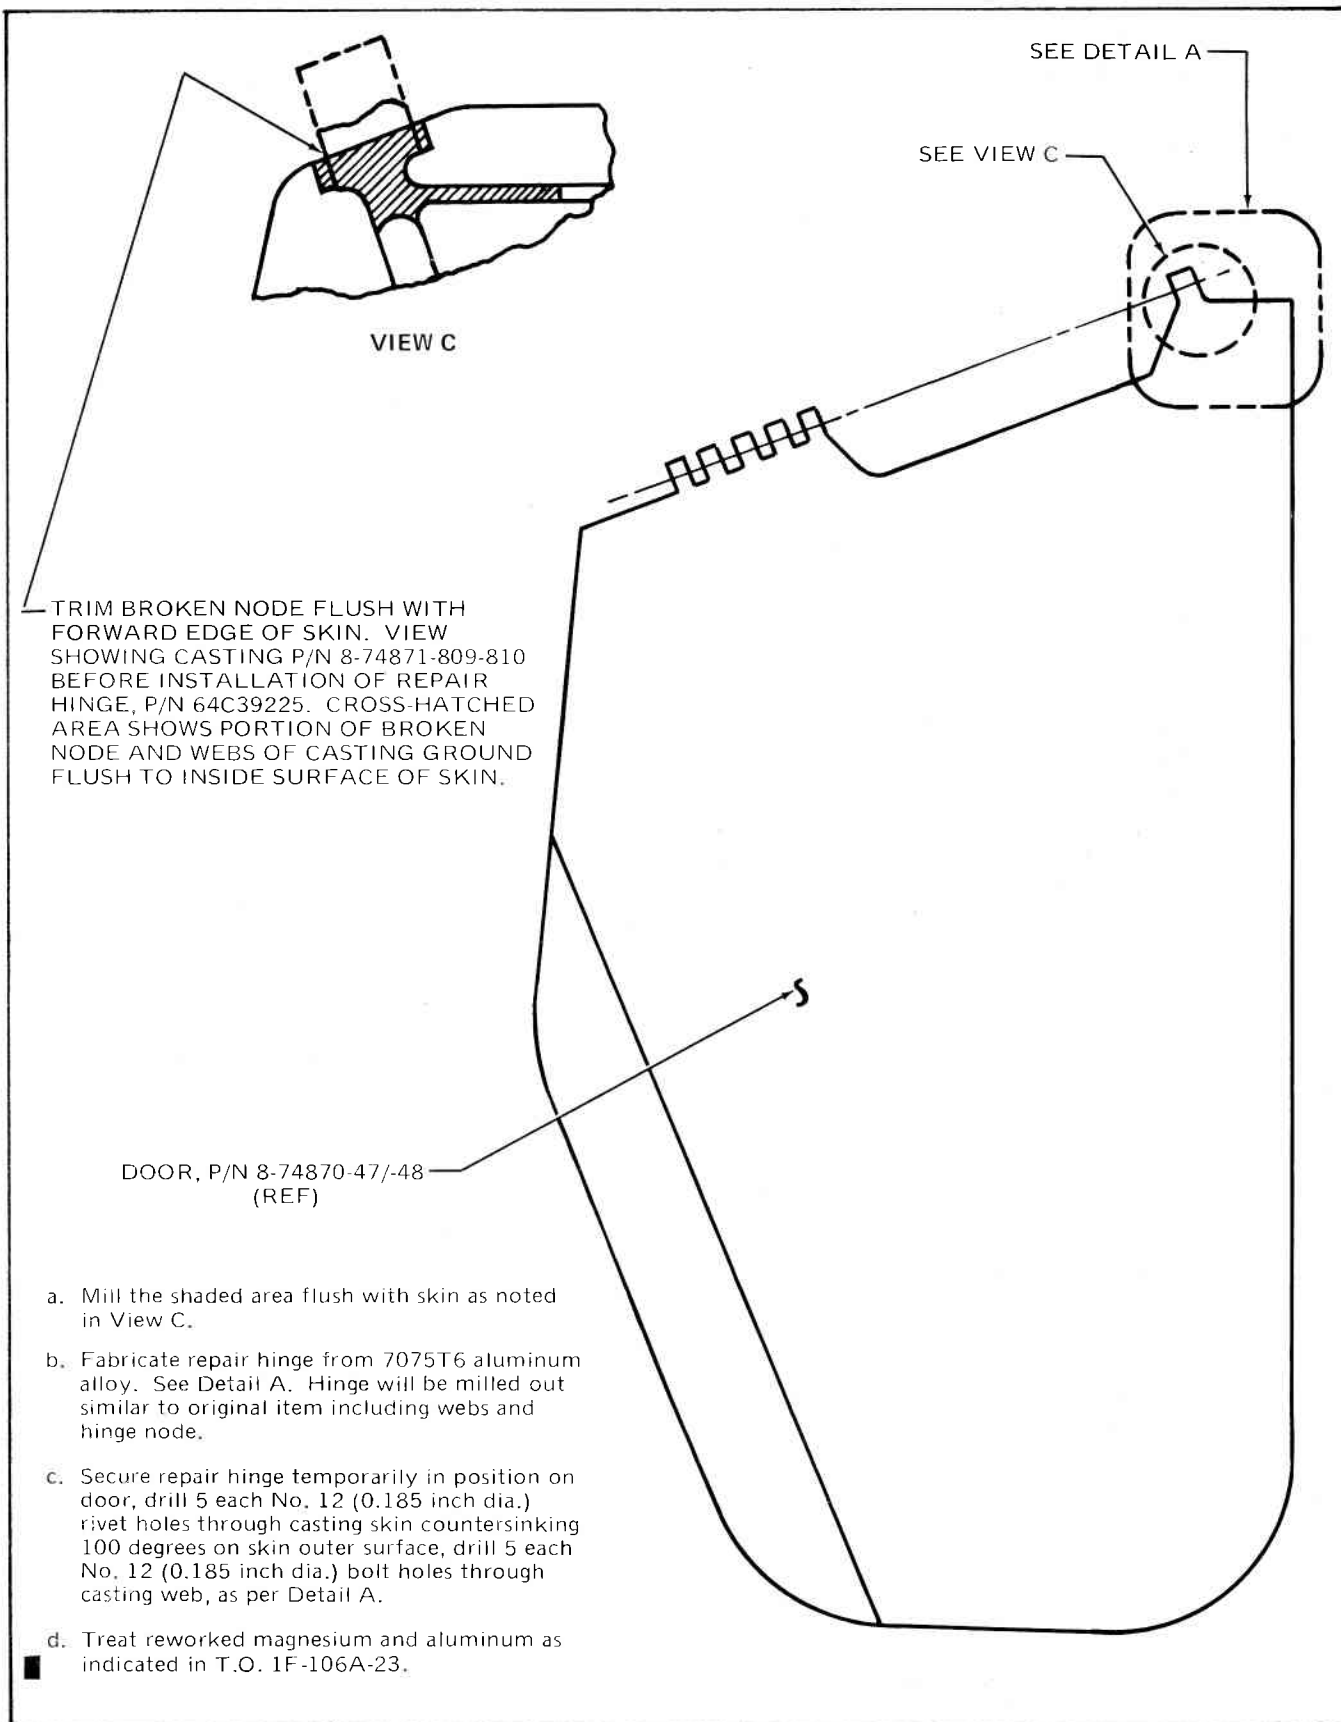 SEE DETAIL A
SEE VIEW C
VIEW C
TRIM BROKEN NODE FLUSH WITH
FORWARD EDGE OF SKIN. VIEW
SHOWING CASTING P/N 8-74871-809-810
BEFORE INSTALLATION OF REPAIR
HINGE, P/N 64C39225. CROSS-HATCHED
AREA SHOWS PORTION OF BROKEN
NODE AND WEBS OF CASTING GROUND
FLUSH TO INSIDE SURFACE OF SKIN.
DOOR, P/N 8-74870-47/-48
(REF)
a. Mill the shaded area flush with skin as noted
in View C.
b. Fabricate repair hinge from 7075T6 aluminum
alloy. See Detail A. Hinge will be milled out
similar to original item including webs and
hinge node.
c. Secure repair hinge temporarily in position on
door, drill 5 each No. 12 (0.185 inch dia.)
rivet holes through casting skin countersinking
100 degrees on skin outer surface, drill 5 each
No. 12 (0.185 inch dia.) bolt holes through
casting web, as per Detail A.
d. Treat reworked magnesium and aluminum as
indicated in T.O. 1F-106A-23.